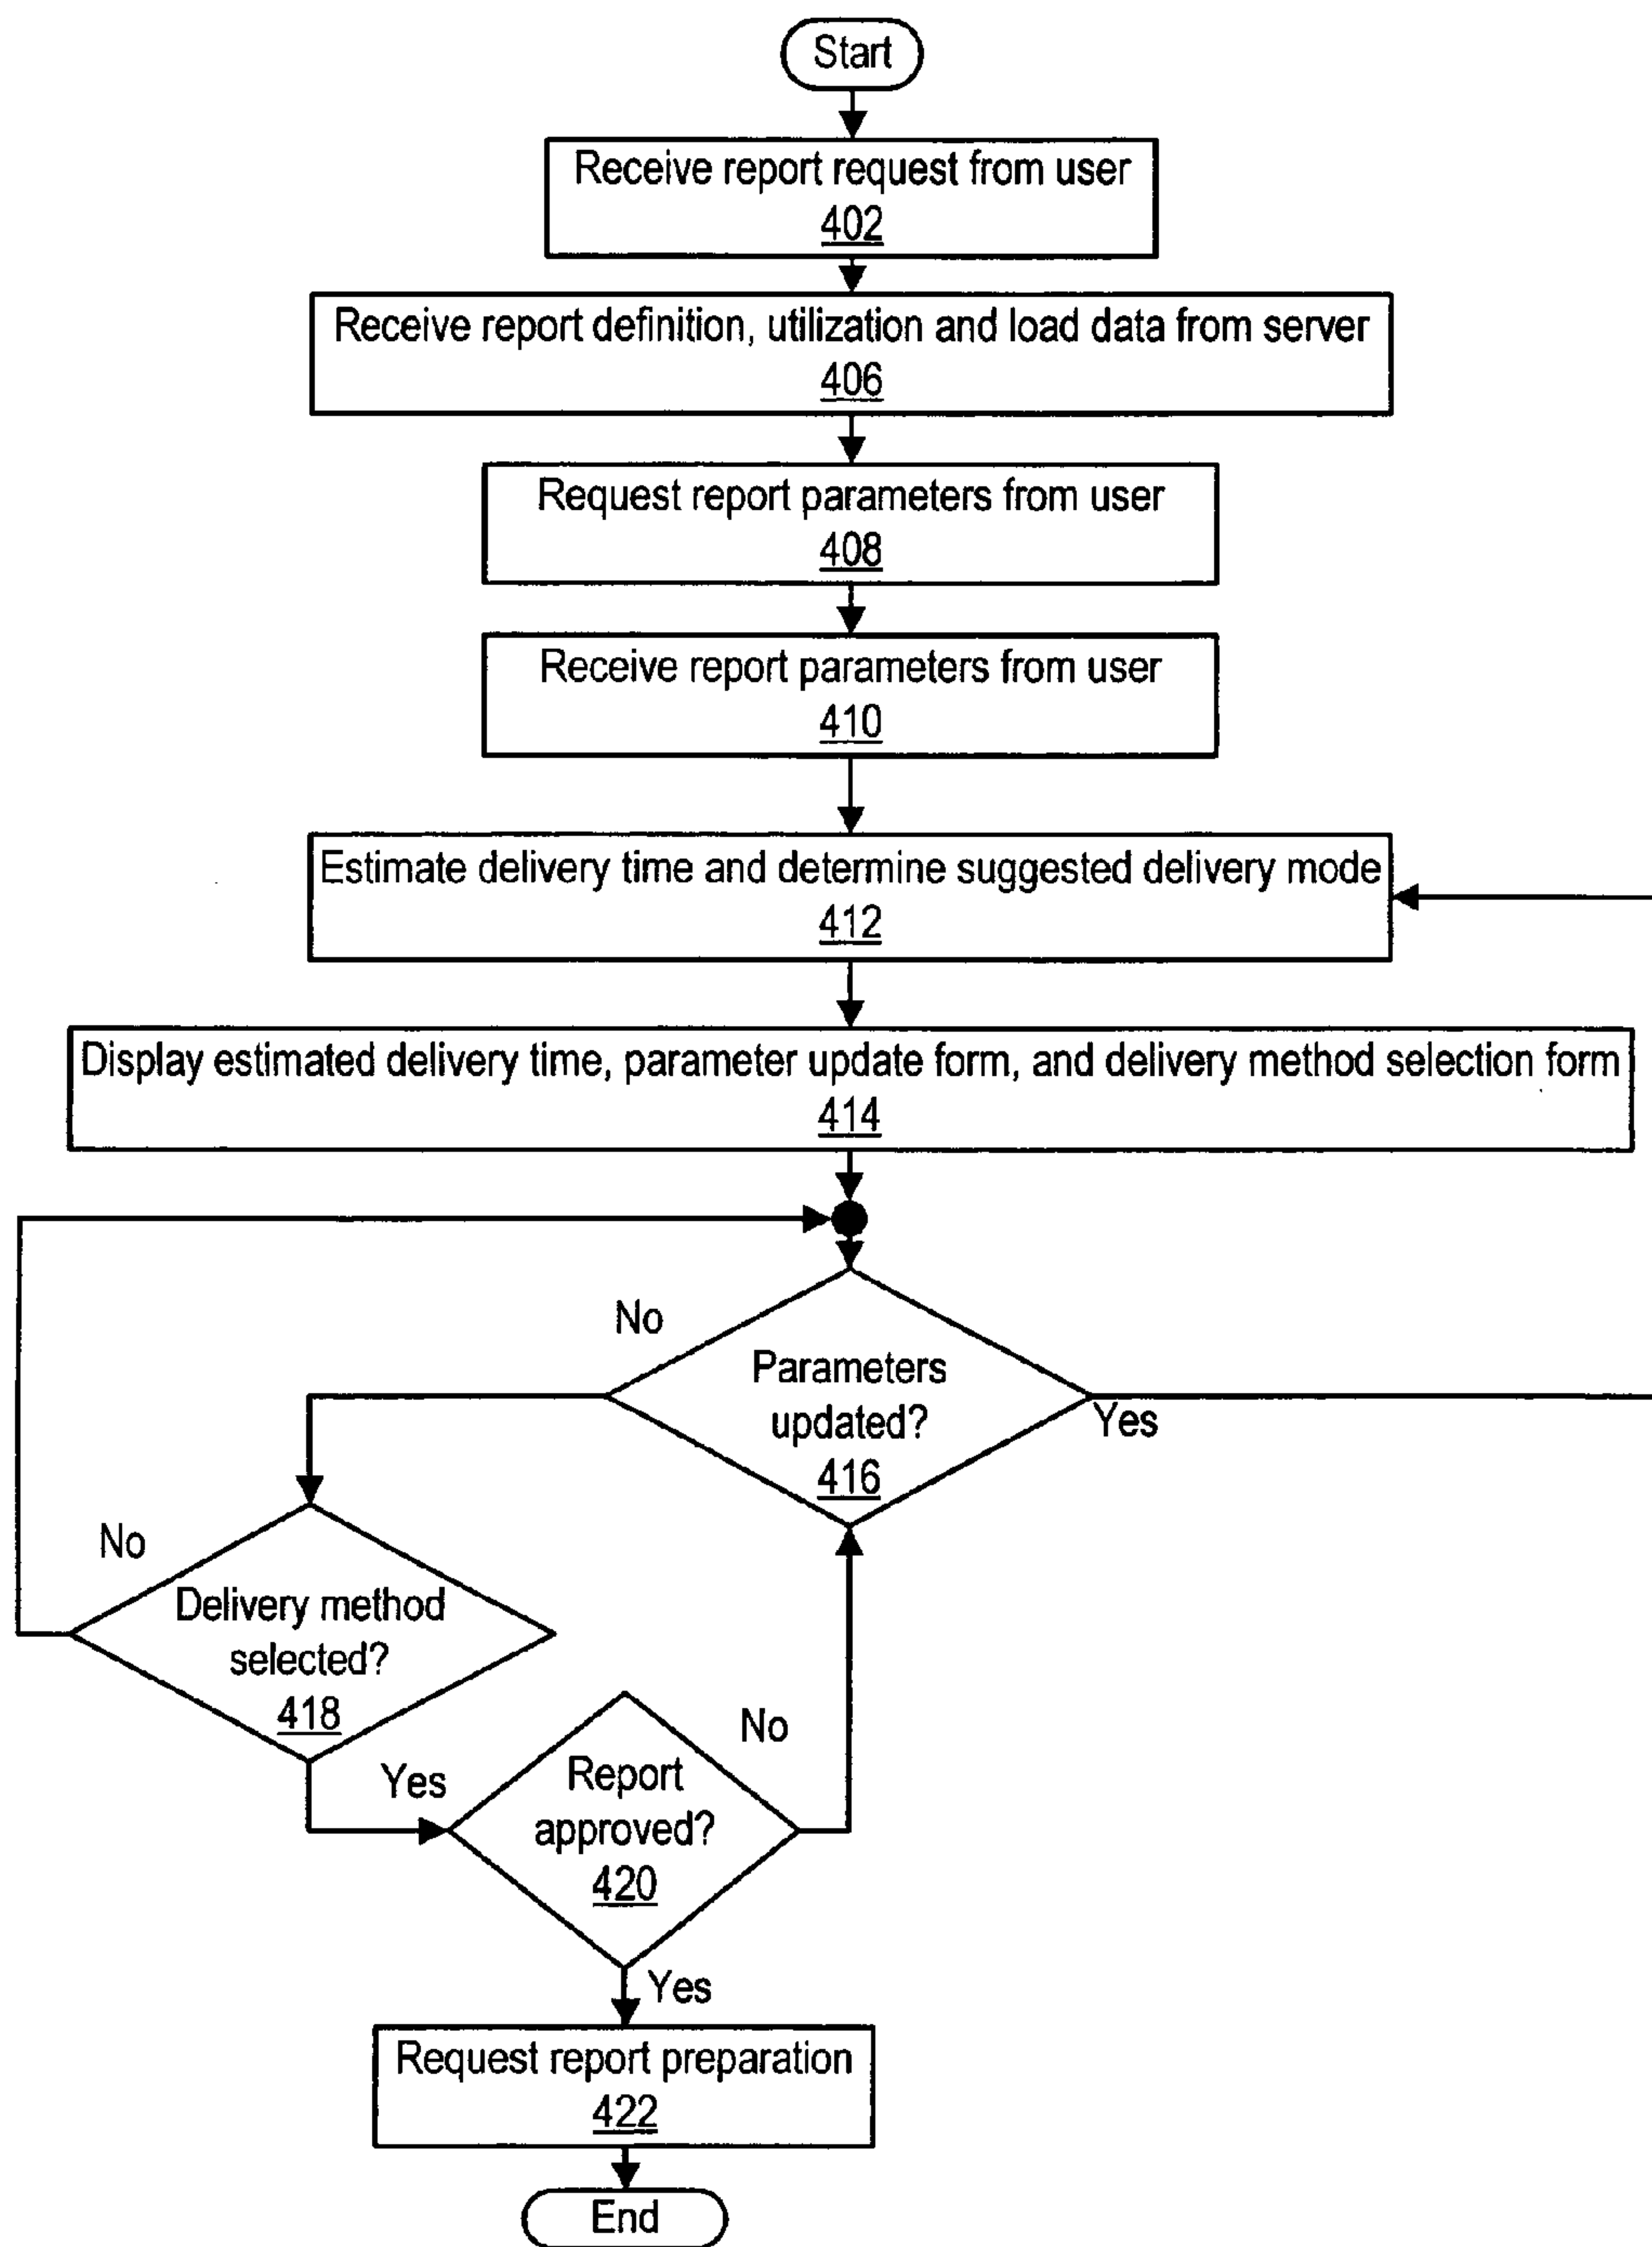 Start
Receive report request from user
402
Receive report definition, utilization and load data from server
406
Request report parameters from user
408
Receive report parameters from user
410
Estimate delivery time and determine suggested delivery mode
412
Display estimated delivery time, parameter update form, and delivery method selection form
414
No
Parameters
updated?
416
Yes
No
Delivery method
selected?
418
Yes
No
Report
approved?
420
Yes
Request report preparation
422
End